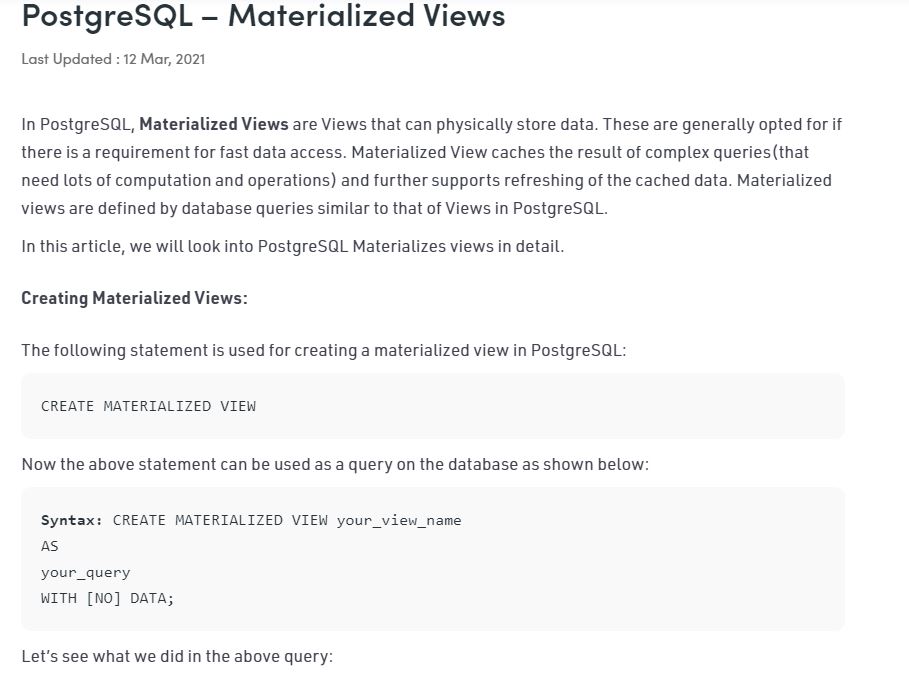 PostgreSQL – Materialized Views
Last Updated : 12 Mar, 2021
In PostgreSQL, Materialized Views are Views that can physically store data. These are generally opted for if
there is a requirement for fast data access. Materialized View caches the result of complex queries(that
need lots of computation and operations) and further supports refreshing of the cached data. Materialized
views are defined by database queries similar to that of Views in PostgreSQL.
In this article, we will look into PostgreSQL Materializes views in detail.
Creating Materialized Views:
The following statement is used for creating a materialized view in PostgreSQL:
CREATE MATERIALIZED VIEW
Now the above statement can be used as a query on the database as shown below:
Syntax: CREATE MATERIALIZED VIEW your_view_name
AS
your_query
WITH [NO] DATA;
Let’s see what we did in the above query: